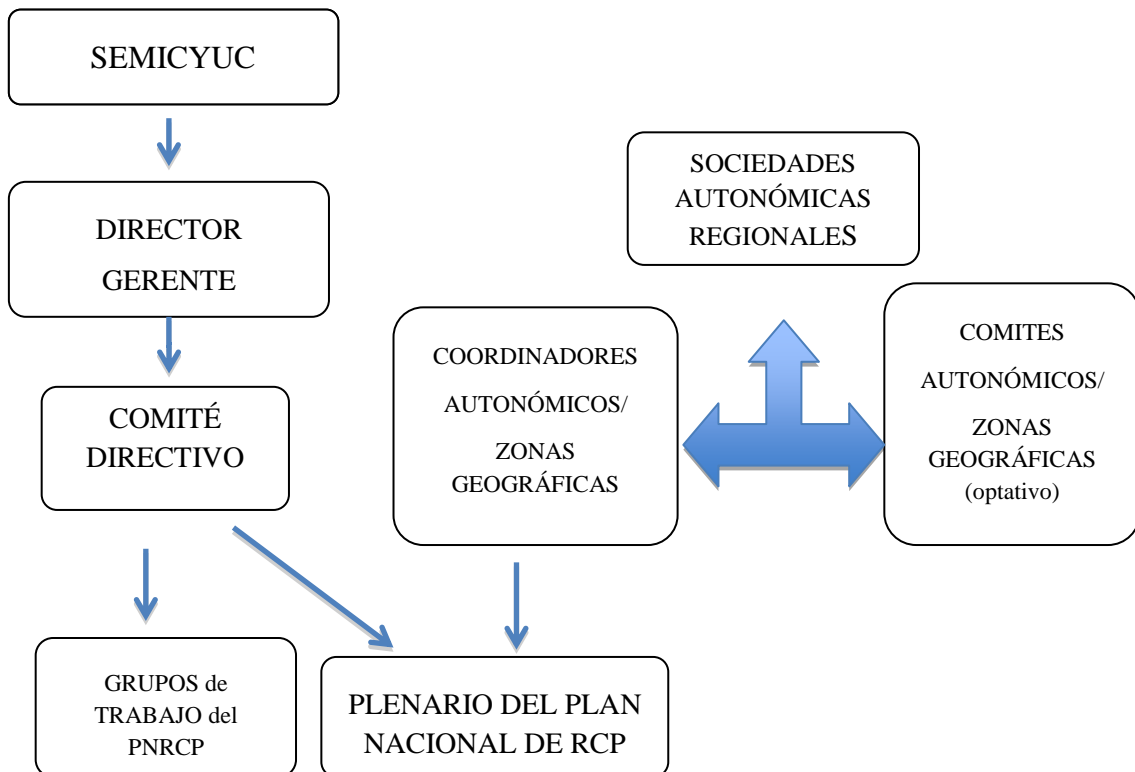 SEMICYUC
DIRECTOR
GERENTE
COMITÉ
DIRECTIVO
GRUPOS de
TRABAJO del
PNRCP
SOCIEDADES
AUTONÓMICAS
REGIONALES
COORDINADORES
AUTONÓMICOS/
ZONAS
GEOGRÁFICAS
COMITES
AUTONÓMICOS/
ZONAS
GEOGRÁFICAS
(optativo)
PLENARIO DEL PLAN
NACIONAL DE RCP